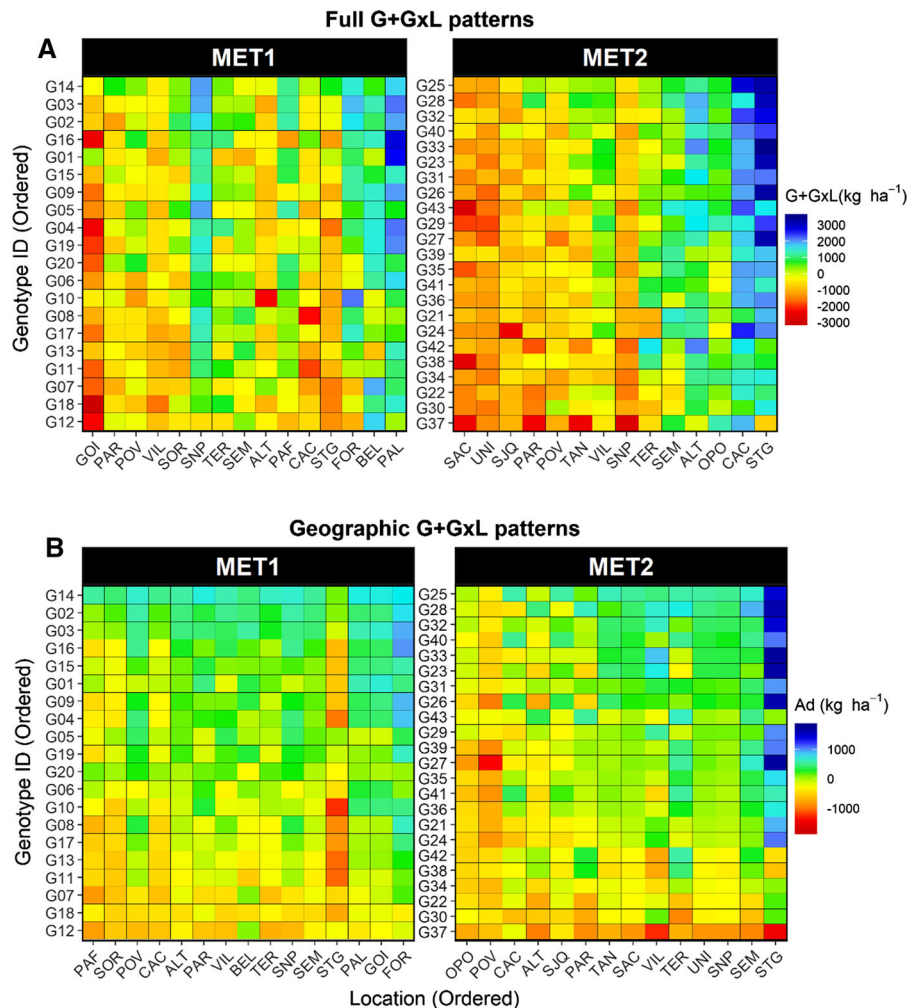 Full G+GxL patterns
A
MET1
MET2
Genotype ID (Ordered)
G14
G03
G02
G16
G01
G15
G09
G05
G04
G19
G20
G06
G10
G08
G17
G13
G11
G07
G18
G12
G25
G28
G32
G40
G33
G23
G31
G26
G43
G29
G27
G39
G35
G41
G36
G21
G24
G42
G38
G34
G22
G30
G37
G+GxL(kg ha⁻¹)
3000
2000
1000
0
-1000
-2000
-3000
GOI PAR POV VIL SOR SNP TER SEM ALT PAF CAC STG FOR BEL PAL
SAC UNI SJQ PAR POV TAN VIL SNP TER SEM ALT OPO CAC STG
Geographic G+GxL patterns
B
MET1
MET2
Genotype ID (Ordered)
G14
G02
G03
G16
G15
G01
G09
G04
G05
G19
G20
G06
G10
G08
G17
G13
G11
G07
G18
G12
G25
G28
G32
G40
G33
G23
G31
G26
G43
G29
G39
G27
G35
G41
G36
G21
G24
G42
G38
G34
G22
G30
G37
Ad (kg ha⁻¹)
1000
0
-1000
PAF SOR POV CAC ALT PAR VIL BEL TER SNP SEM STG PAL GOI FOR
OPO POV CAC ALT SJQ PAR TAN SAC VIL TER UNI SNP SEM STG
Location (Ordered)